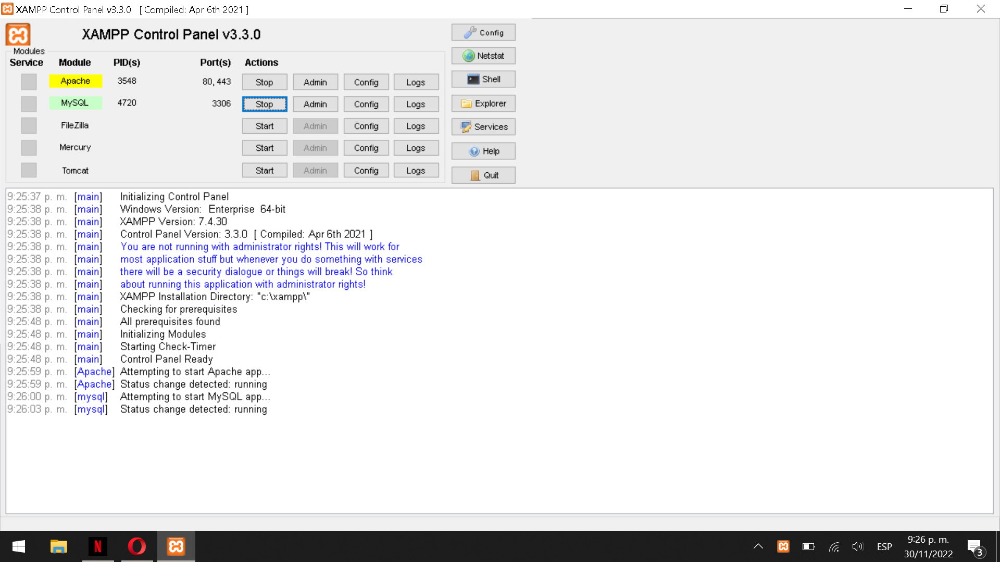 XAMPP Control Panel v3.3.0 [ Compiled: Apr 6th 2021 ]
XAMPP Control Panel v3.3.0
Config
Modules
Service Module PID(s) Port(s) Actions
Netstat
Apache 3548 80, 443 Stop Admin Config Logs
Shell
MySQL 4720 3306 Stop Admin Config Logs
Explorer
FileZilla Start Admin Config Logs
Services
Mercury Start Admin Config Logs
Help
Tomcat Start Admin Config Logs
Quit
9:25:37 p. m. [main] Initializing Control Panel
9:25:38 p. m. [main] Windows Version: Enterprise 64-bit
9:25:38 p. m. [main] XAMPP Version: 7.4.30
9:25:38 p. m. [main] Control Panel Version: 3.3.0 [ Compiled: Apr 6th 2021 ]
9:25:38 p. m. [main] You are not running with administrator rights! This will work for
9:25:38 p. m. [main] most application stuff but whenever you do something with services
9:25:38 p. m. [main] there will be a security dialogue or things will break! So think
9:25:38 p. m. [main] about running this application with administrator rights!
9:25:38 p. m. [main] XAMPP Installation Directory: "c:\xampp\"
9:25:38 p. m. [main] Checking for prerequisites
9:25:48 p. m. [main] All prerequisites found
9:25:48 p. m. [main] Initializing Modules
9:25:48 p. m. [main] Starting Check-Timer
9:25:48 p. m. [main] Control Panel Ready
9:25:59 p. m. [Apache] Attempting to start Apache app...
9:25:59 p. m. [Apache] Status change detected: running
9:26:00 p. m. [mysql] Attempting to start MySQL app...
9:26:03 p. m. [mysql] Status change detected: running
N
ESP
9:26 p. m.
30/11/2022
3